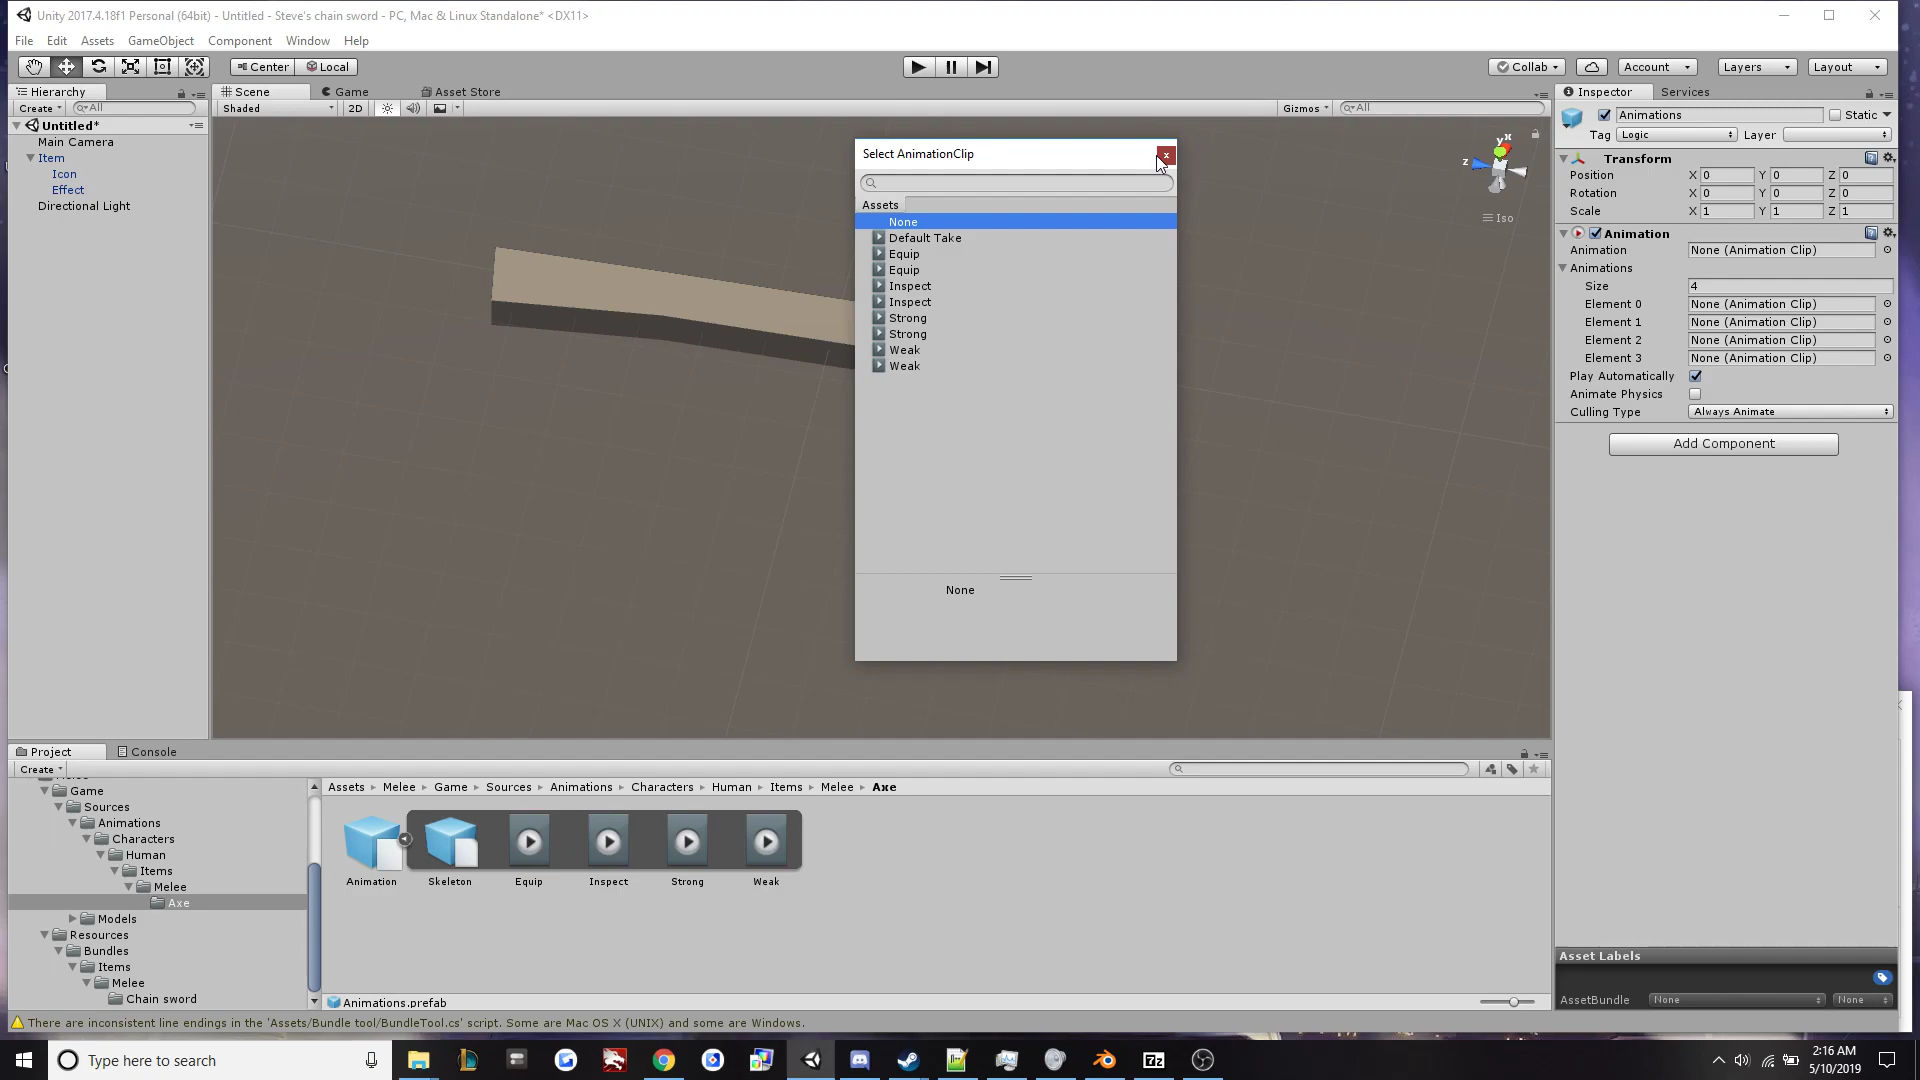 Unity 2017.4.18f1 Personal (64bit) - Untitled - Steve's chain sword - PC, Mac & Linux Standalone* <DX11>
File Edit Assets GameObject Component Window Help
Center Local Collab Account Layers Layout
Hierarchy
Create All
Untitled*
Main Camera
Item
Icon
Effect
Directional Light
Scene Game Asset Store
Shaded 2D Gizmos All
y x
z
Iso
Select AnimationClip
x
Assets
None
Default Take
Equip
Equip
Inspect
Inspect
Strong
Strong
Weak
Weak
None
Inspector Services
Animations Static
Tag Logic Layer
Transform
Position X 0 Y 0 Z 0
Rotation X 0 Y 0 Z 0
Scale X 1 Y 1 Z 1
Animation
Animation None (Animation Clip)
Animations
Size 4
Element 0 None (Animation Clip)
Element 1 None (Animation Clip)
Element 2 None (Animation Clip)
Element 3 None (Animation Clip)
Play Automatically
Animate Physics
Culling Type Always Animate
Add Component
Asset Labels
AssetBundle None None
Project Console
Create
Game
Sources
Animations
Characters
Human
Items
Melee
Axe
Models
Resources
Bundles
Items
Melee
Chain sword
Assets Melee Game Sources Animations Characters Human Items Melee Axe
Animation Skeleton Equip Inspect Strong Weak
Animations.prefab
There are inconsistent line endings in the 'Assets/Bundle tool/BundleTool.cs' script. Some are Mac OS X (UNIX) and some are Windows.
Type here to search
7z
2:16 AM
5/10/2019